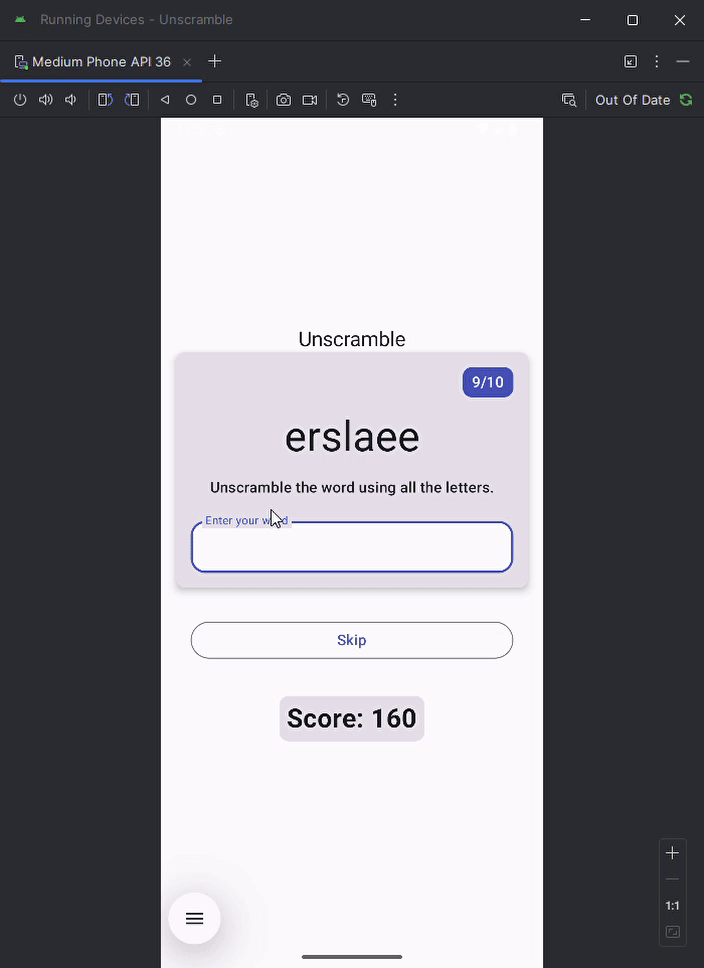 Running Devices - Unscramble
Medium Phone API 36
Out Of Date
Unscramble
9/10
erslaee
Unscramble the word using all the letters.
Enter your w d
Skip
Score: 160
1:1